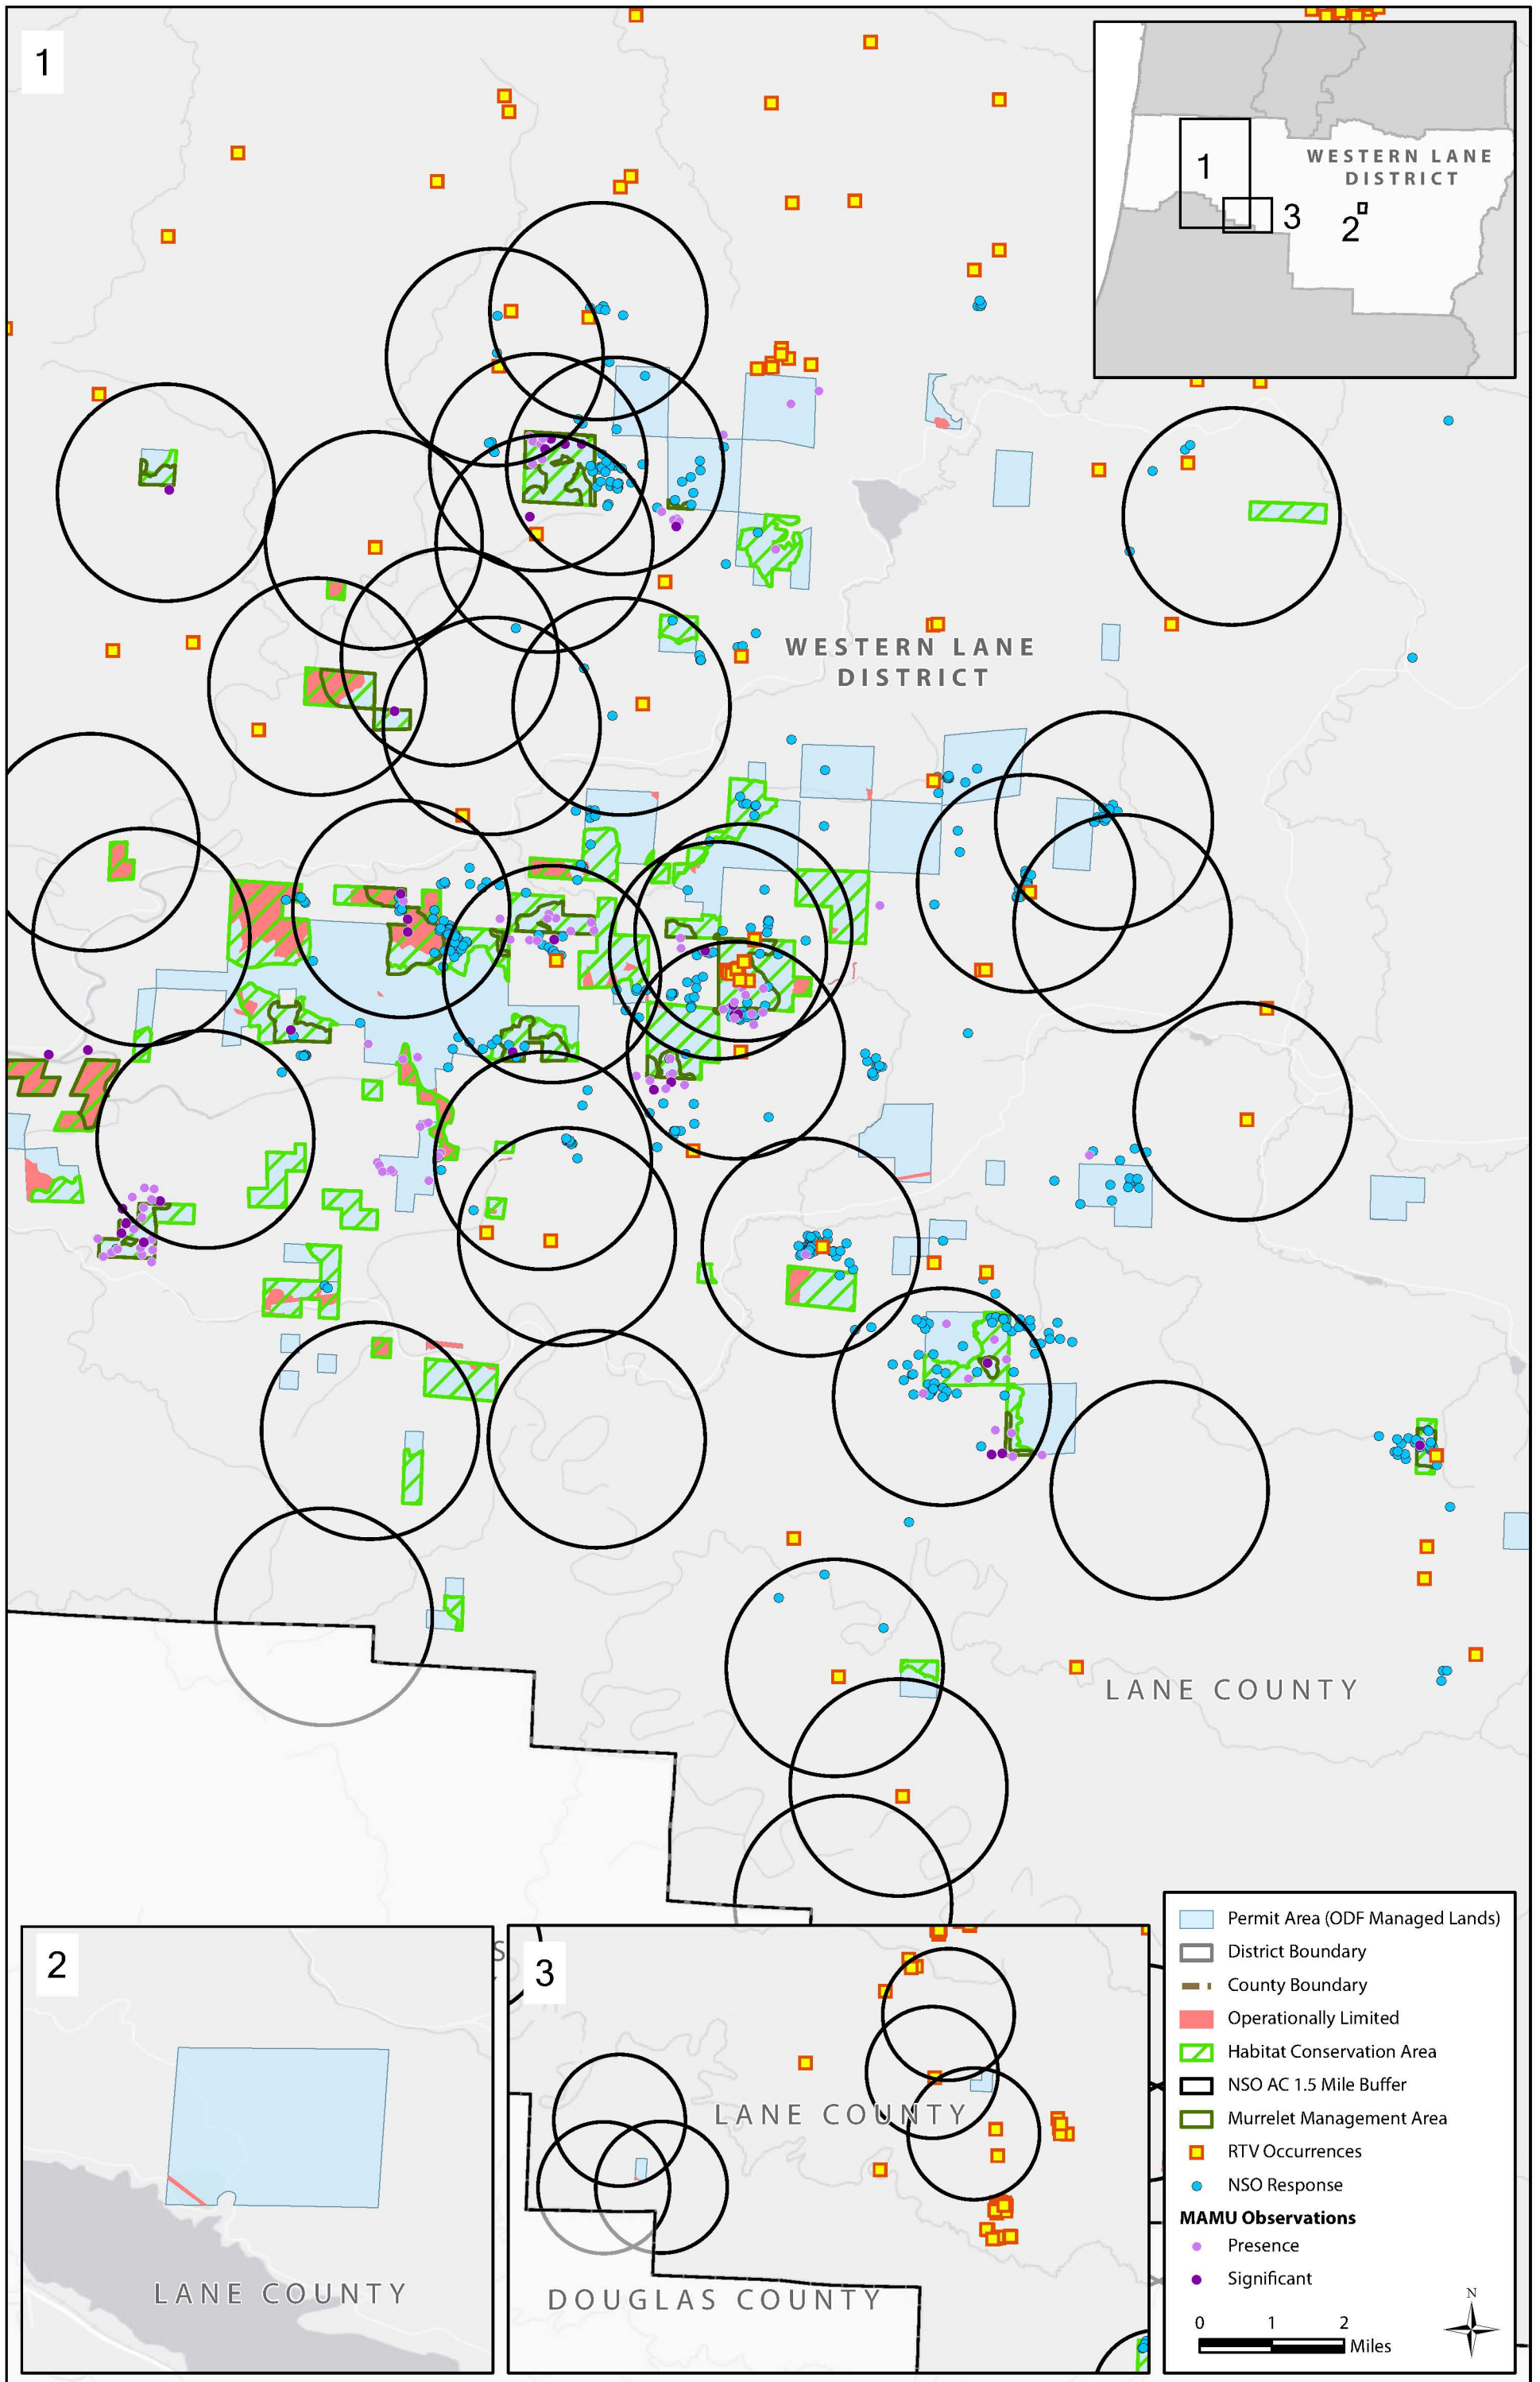 1
WESTERN LANE
DISTRICT
1
3
2
WESTERN LANE
DISTRICT
LANE COUNTY
2
LANE COUNTY
S
3
LANE COUNTY
DOUGLAS COUNTY
Permit Area (ODF Managed Lands)
District Boundary
County Boundary
Operationally Limited
Habitat Conservation Area
NSO AC 1.5 Mile Buffer
Murrelet Management Area
RTV Occurrences
NSO Response
MAMU Observations
Presence
Significant
N
0 1 2
Miles